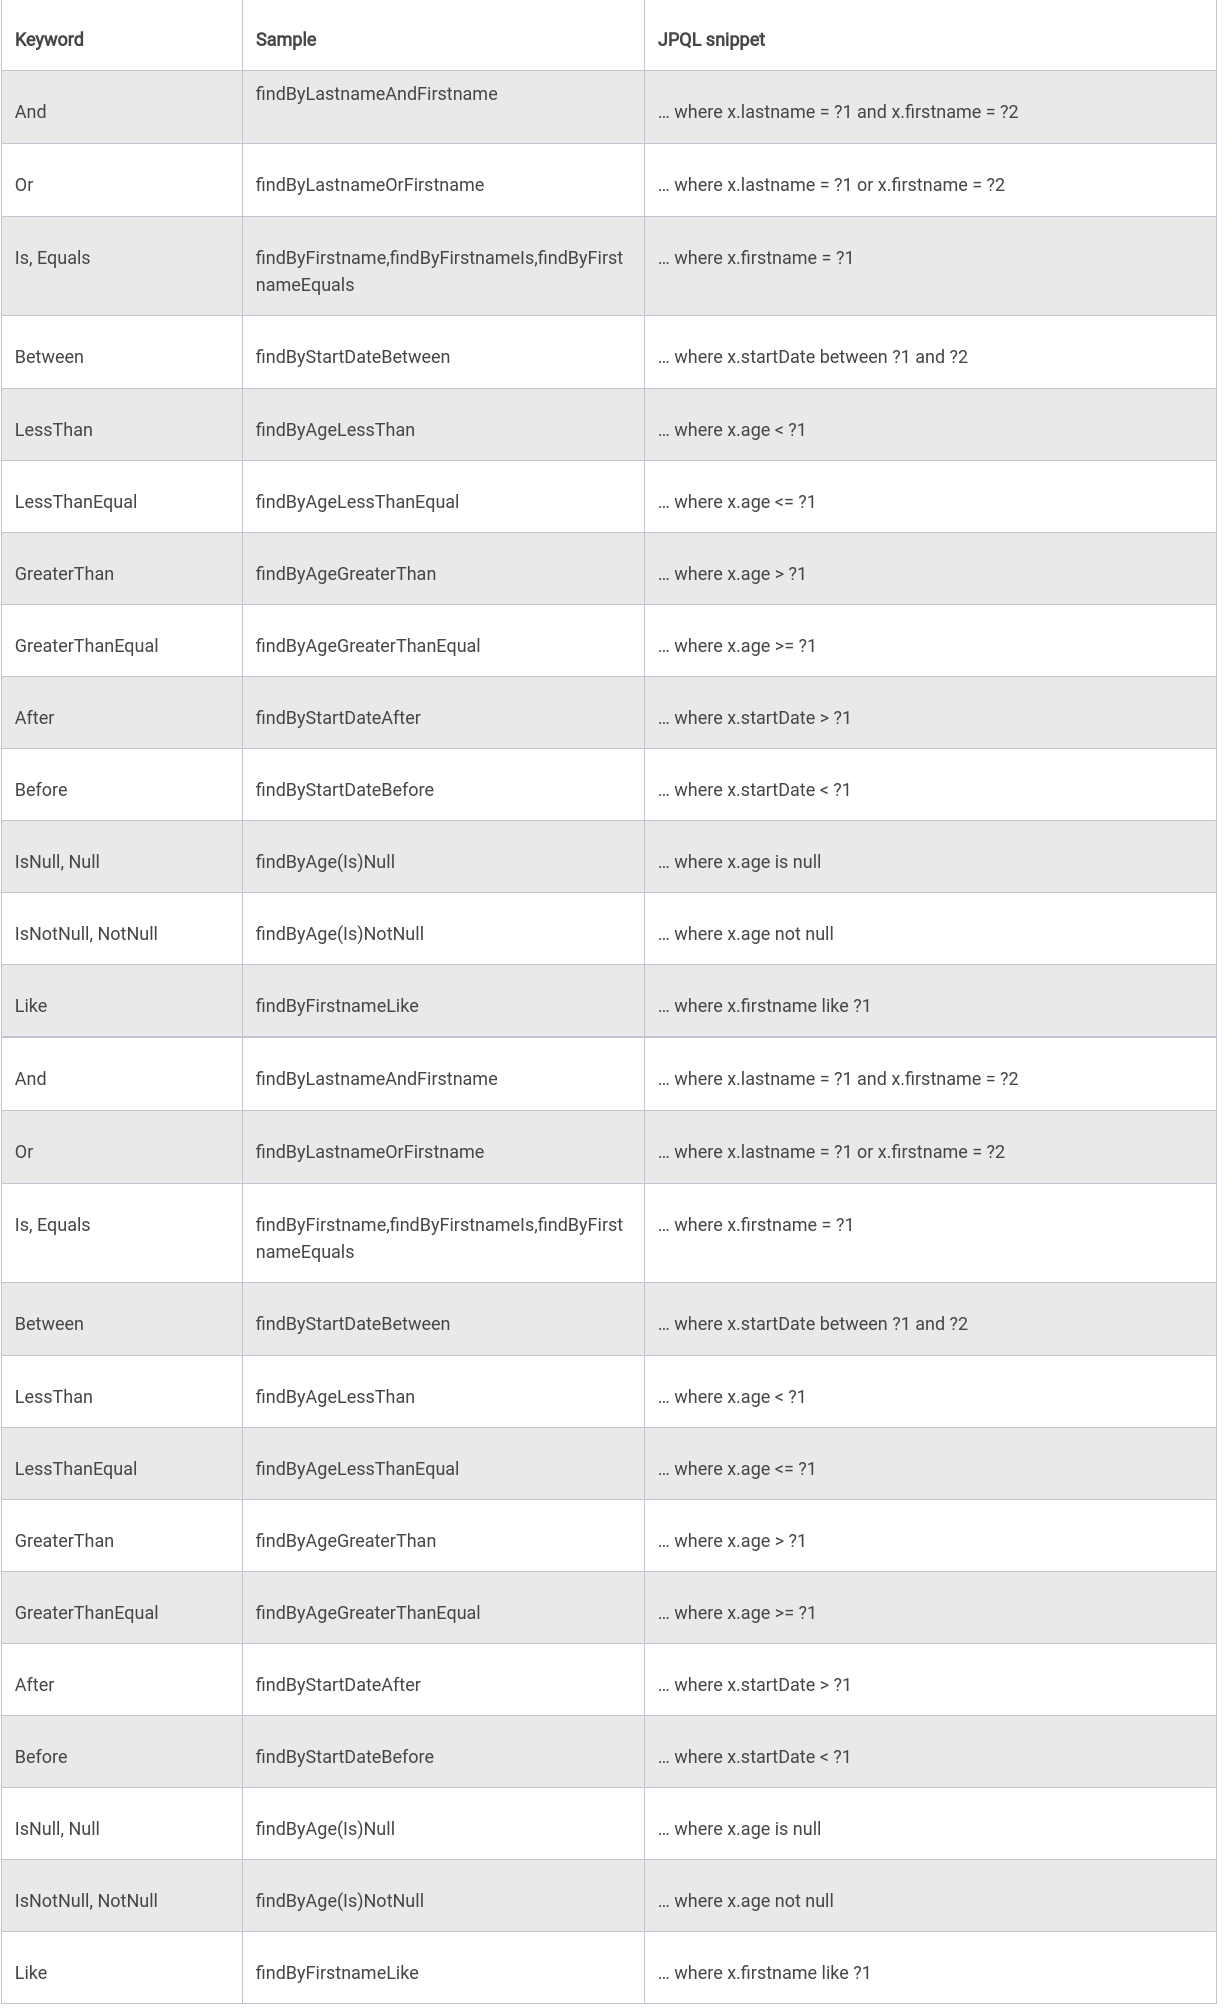 Keyword Sample JPQL snippet
And findByLastnameAndFirstname … where x.lastname = ?1 and x.firstname = ?2
Or findByLastnameOrFirstname … where x.lastname = ?1 or x.firstname = ?2
Is, Equals findByFirstname,findByFirstnameIs,findByFirst … where x.firstname = ?1
nameEquals
Between findByStartDateBetween … where x.startDate between ?1 and ?2
LessThan findByAgeLessThan … where x.age < ?1
LessThanEqual findByAgeLessThanEqual … where x.age <= ?1
GreaterThan findByAgeGreaterThan … where x.age > ?1
GreaterThanEqual findByAgeGreaterThanEqual … where x.age >= ?1
After findByStartDateAfter … where x.startDate > ?1
Before findByStartDateBefore … where x.startDate < ?1
IsNull, Null findByAge(Is)Null … where x.age is null
IsNotNull, NotNull findByAge(Is)NotNull … where x.age not null
Like findByFirstnameLike … where x.firstname like ?1
And findByLastnameAndFirstname … where x.lastname = ?1 and x.firstname = ?2
Or findByLastnameOrFirstname … where x.lastname = ?1 or x.firstname = ?2
Is, Equals findByFirstname,findByFirstnameIs,findByFirst … where x.firstname = ?1
nameEquals
Between findByStartDateBetween … where x.startDate between ?1 and ?2
LessThan findByAgeLessThan … where x.age < ?1
LessThanEqual findByAgeLessThanEqual … where x.age <= ?1
GreaterThan findByAgeGreaterThan … where x.age > ?1
GreaterThanEqual findByAgeGreaterThanEqual … where x.age >= ?1
After findByStartDateAfter … where x.startDate > ?1
Before findByStartDateBefore … where x.startDate < ?1
IsNull, Null findByAge(Is)Null … where x.age is null
IsNotNull, NotNull findByAge(Is)NotNull … where x.age not null
Like findByFirstnameLike … where x.firstname like ?1